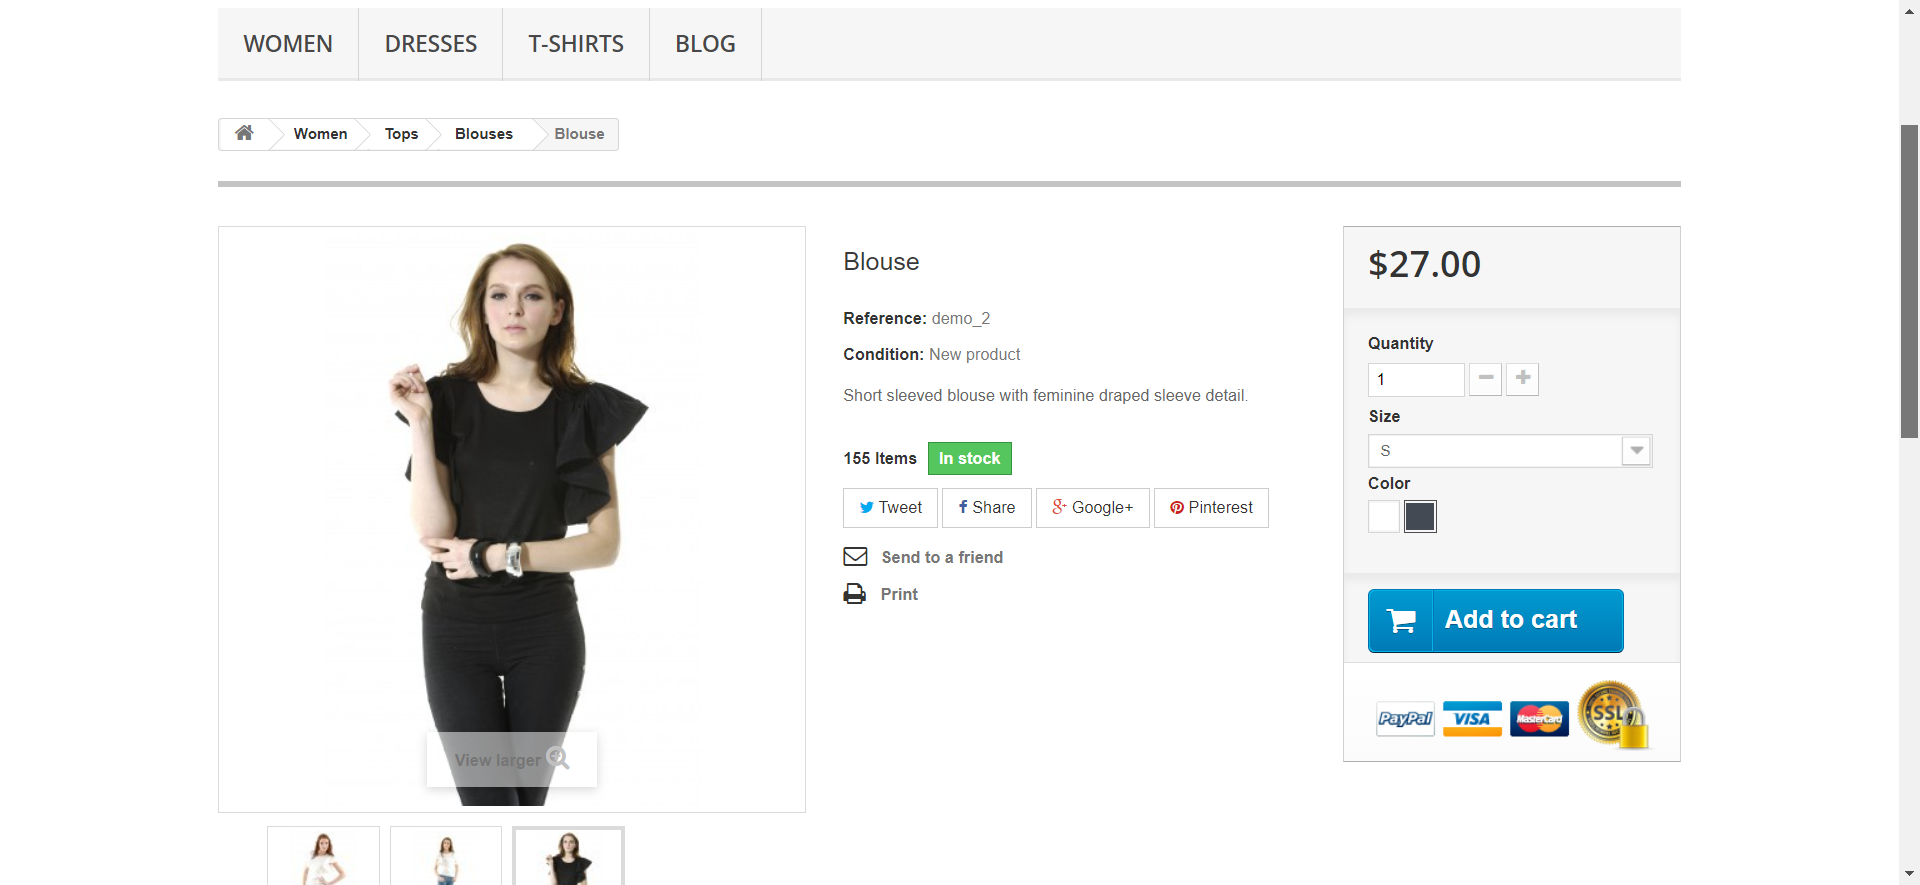 WOMEN DRESSES T-SHIRTS BLOG
Women Tops Blouses Blouse
Blouse
Reference: demo_2
Condition: New product
Short sleeved blouse with feminine draped sleeve detail.
155 Items In stock
Tweet Share Google+ Pinterest
Send to a friend
Print
View larger
$27.00
Quantity
1
Size
S
Color
Add to cart
PayPal VISA MasterCard SSL